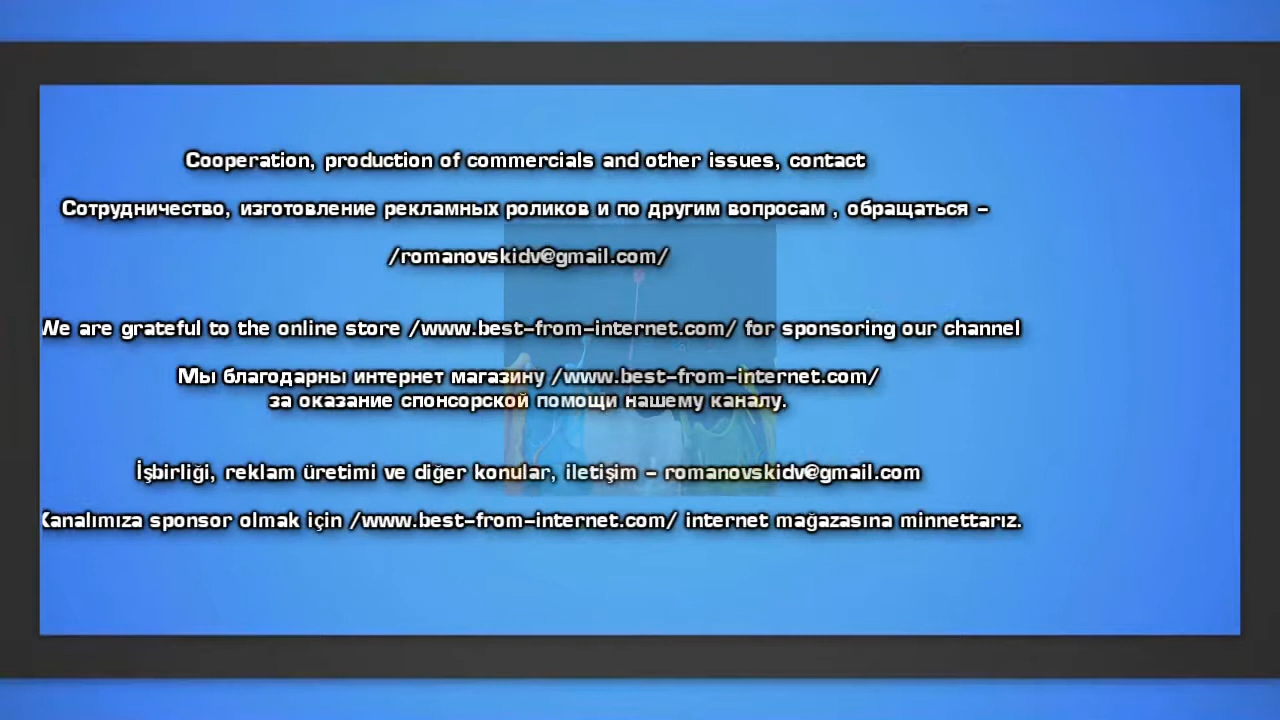 Cooperation, production of commercials and other issues, contact
Сотрудничество, изготовление рекламных роликов и по другим вопросам , обращаться -
/romanovskidv@gmail.com/
We are grateful to the online store /www.best-from-internet.com/ for sponsoring our channel
Мы благодарны интернет магазину /www.best-from-internet.com/
за оказание спонсорской помощи нашему каналу.
İşbirliği, reklam üretimi ve diğer konular, iletişim - romanovskidv@gmail.com
Kanalımıza sponsor olmak için /www.best-from-internet.com/ internet mağazasına minnettarız.